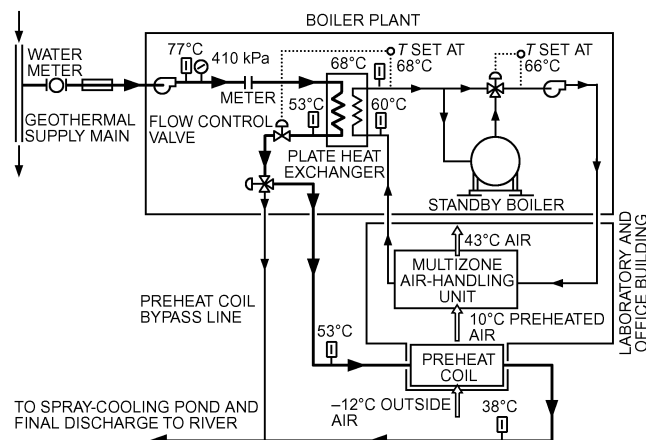 BOILER PLANT
WATER
METER
77°C
410 kPa
68°C
T SET AT
68°C
T SET AT
66°C
METER
53°C
60°C
GEOTHERMAL
SUPPLY MAIN
FLOW CONTROL
VALVE
PLATE HEAT
EXCHANGER
STANDBY BOILER
43°C AIR
MULTIZONE
AIR-HANDLING
UNIT
LABORATORY AND
OFFICE BUILDING
PREHEAT COIL
BYPASS LINE
10°C PREHEATED
AIR
53°C
PREHEAT
COIL
TO SPRAY-COOLING POND AND
FINAL DISCHARGE TO RIVER
–12°C OUTSIDE
AIR
38°C